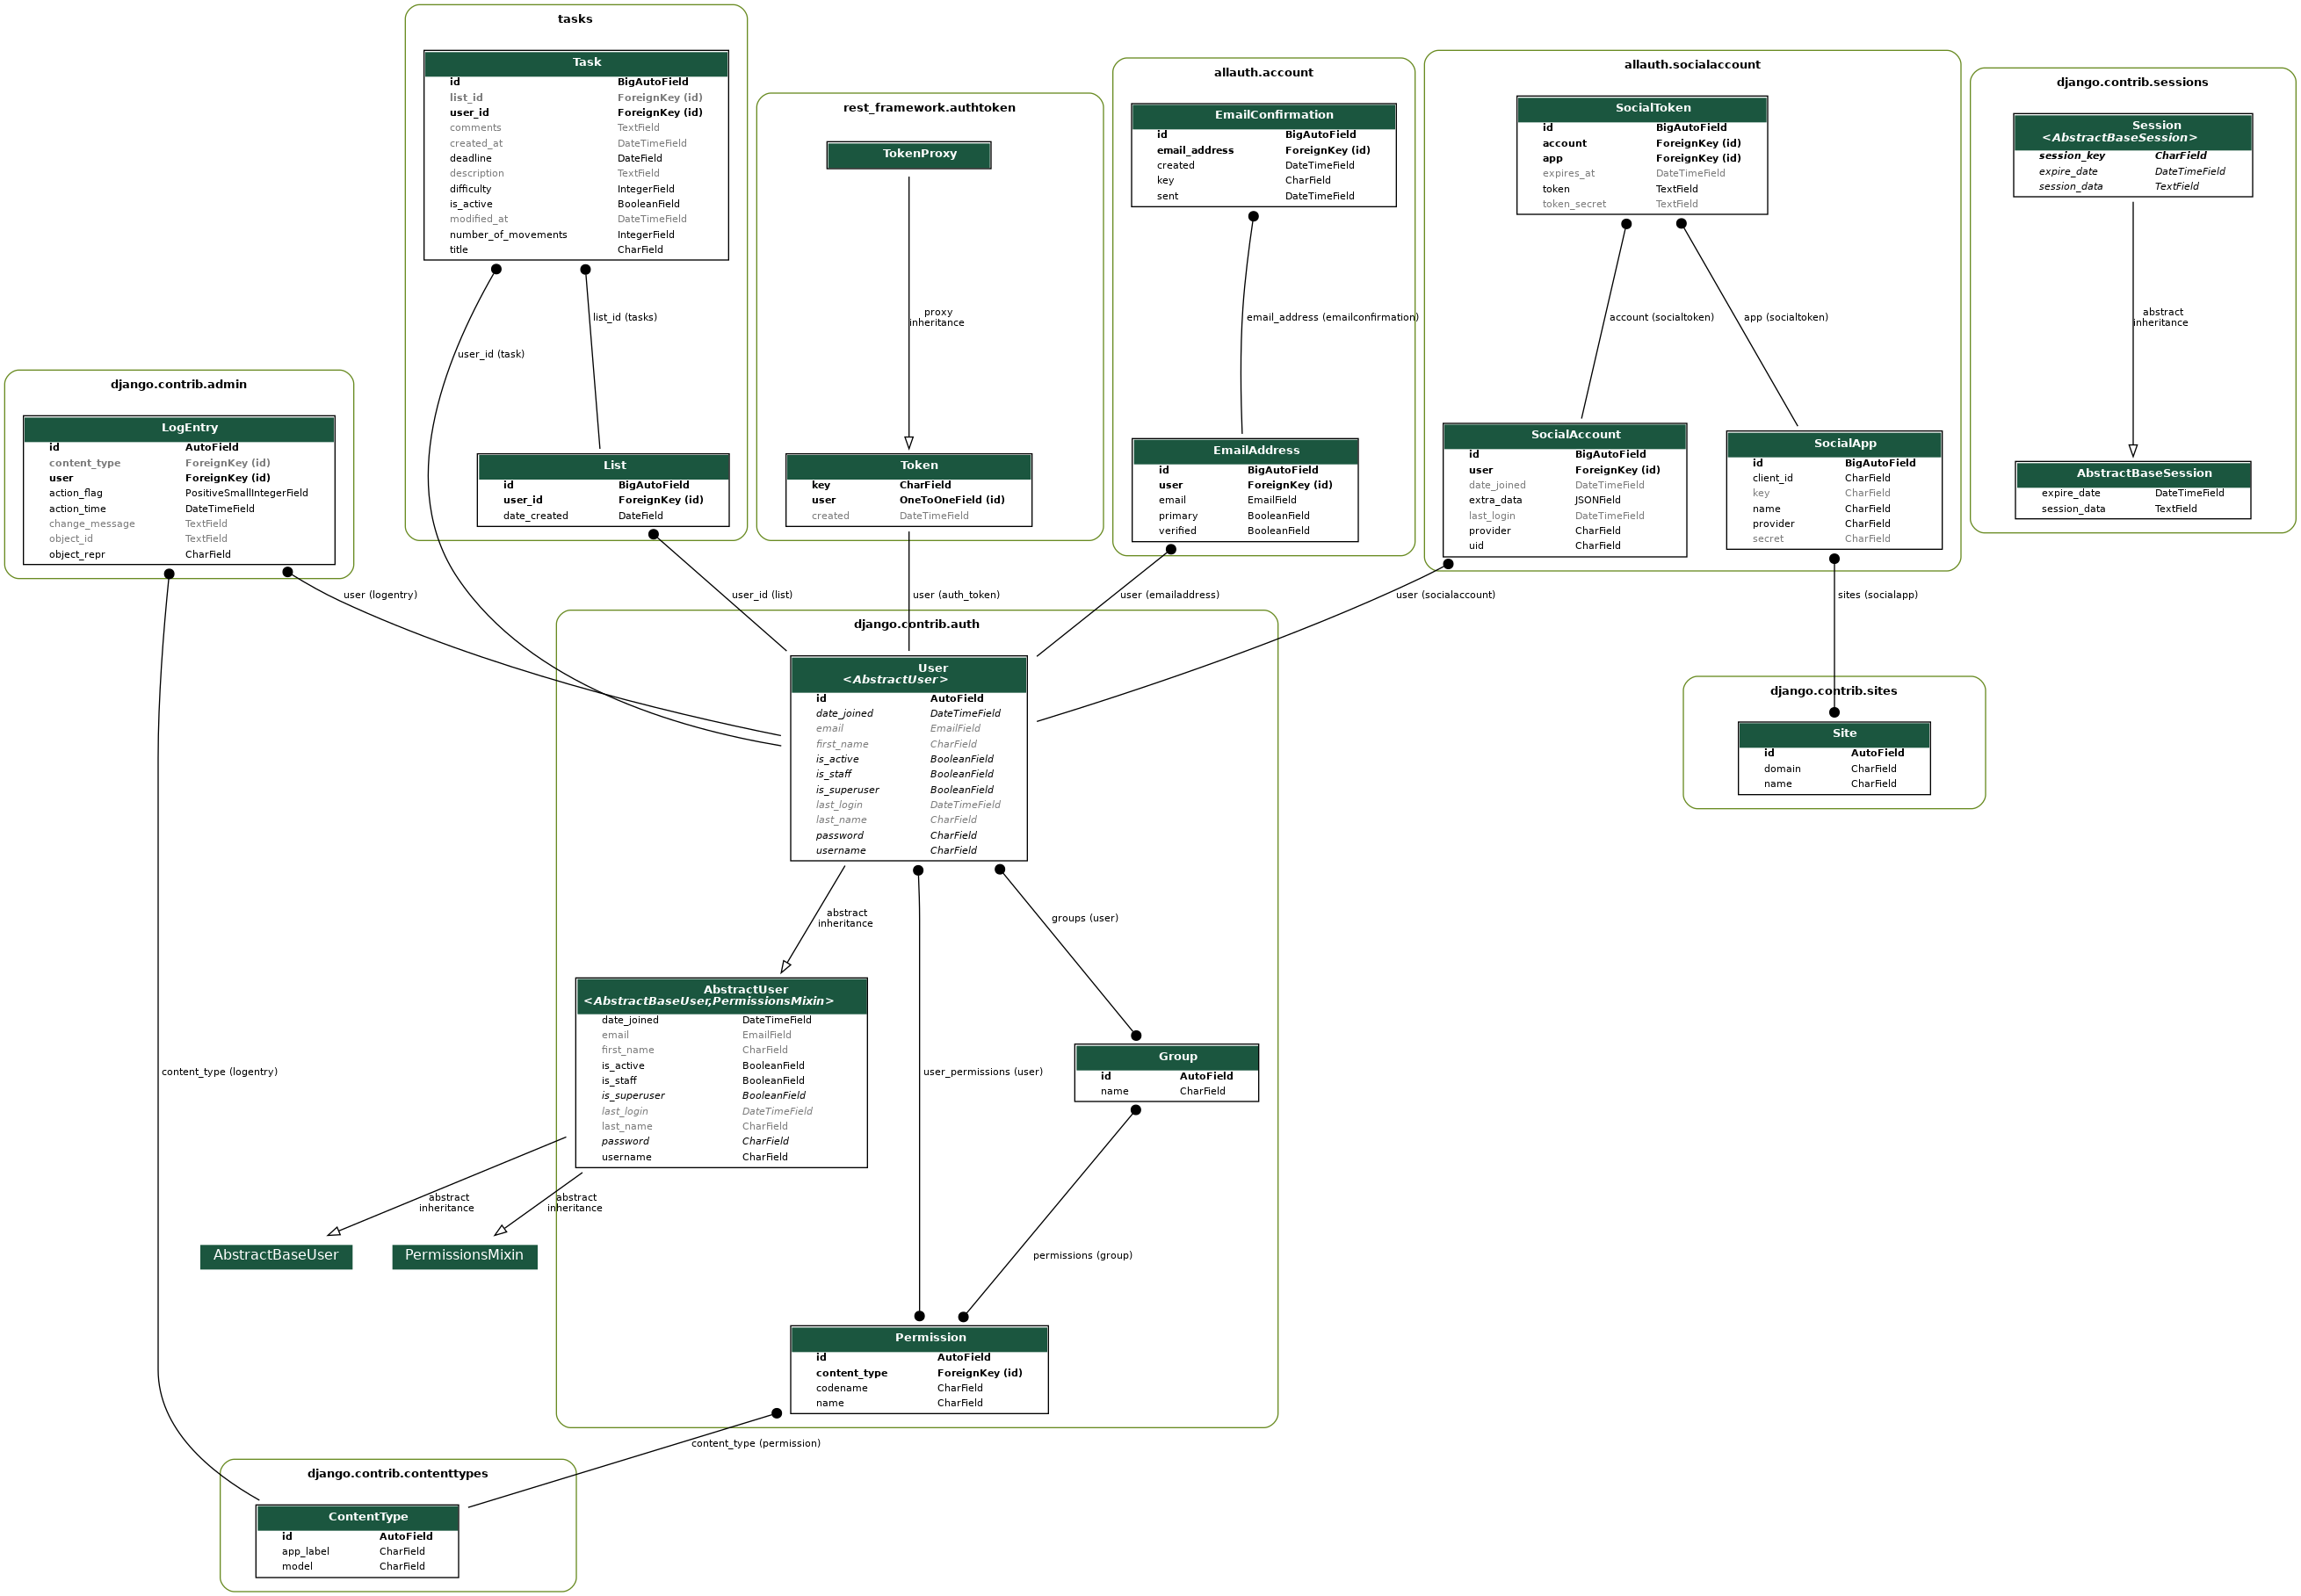 tasks
Task
id BigAutoField
list_id ForeignKey (id)
user_id ForeignKey (id)
comments TextField
created_at DateTimeField
deadline DateField
description TextField
difficulty IntegerField
is_active BooleanField
modified_at DateTimeField
number_of_movements IntegerField
title CharField
user_id (task)
list_id (tasks)
List
id BigAutoField
user_id ForeignKey (id)
date_created DateField
rest_framework.authtoken
TokenProxy
proxy
inheritance
Token
key CharField
user OneToOneField (id)
created DateTimeField
allauth.account
EmailConfirmation
id BigAutoField
email_address ForeignKey (id)
created DateTimeField
key CharField
sent DateTimeField
email_address (emailconfirmation)
EmailAddress
id BigAutoField
user ForeignKey (id)
email EmailField
primary BooleanField
verified BooleanField
allauth.socialaccount
SocialToken
id BigAutoField
account ForeignKey (id)
app ForeignKey (id)
expires_at DateTimeField
token TextField
token_secret TextField
account (socialtoken)
app (socialtoken)
SocialAccount
id BigAutoField
user ForeignKey (id)
date_joined DateTimeField
extra_data JSONField
last_login DateTimeField
provider CharField
uid CharField
SocialApp
id BigAutoField
client_id CharField
key CharField
name CharField
provider CharField
secret CharField
django.contrib.sessions
Session
<AbstractBaseSession>
session_key CharField
expire_date DateTimeField
session_data TextField
abstract
inheritance
AbstractBaseSession
expire_date DateTimeField
session_data TextField
django.contrib.admin
LogEntry
id AutoField
content_type ForeignKey (id)
user ForeignKey (id)
action_flag PositiveSmallIntegerField
action_time DateTimeField
change_message TextField
object_id TextField
object_repr CharField
user (logentry)
user_id (list)
user (auth_token)
user (emailaddress)
user (socialaccount)
sites (socialapp)
django.contrib.auth
User
<AbstractUser>
id AutoField
date_joined DateTimeField
email EmailField
first_name CharField
is_active BooleanField
is_staff BooleanField
is_superuser BooleanField
last_login DateTimeField
last_name CharField
password CharField
username CharField
django.contrib.sites
Site
id AutoField
domain CharField
name CharField
abstract
inheritance
groups (user)
AbstractUser
<AbstractBaseUser,PermissionsMixin>
date_joined DateTimeField
email EmailField
first_name CharField
is_active BooleanField
is_staff BooleanField
is_superuser BooleanField
last_login DateTimeField
last_name CharField
password CharField
username CharField
content_type (logentry)
user_permissions (user)
Group
id AutoField
name CharField
abstract
inheritance
abstract
inheritance
AbstractBaseUser
PermissionsMixin
permissions (group)
Permission
id AutoField
content_type ForeignKey (id)
codename CharField
name CharField
content_type (permission)
django.contrib.contenttypes
ContentType
id AutoField
app_label CharField
model CharField